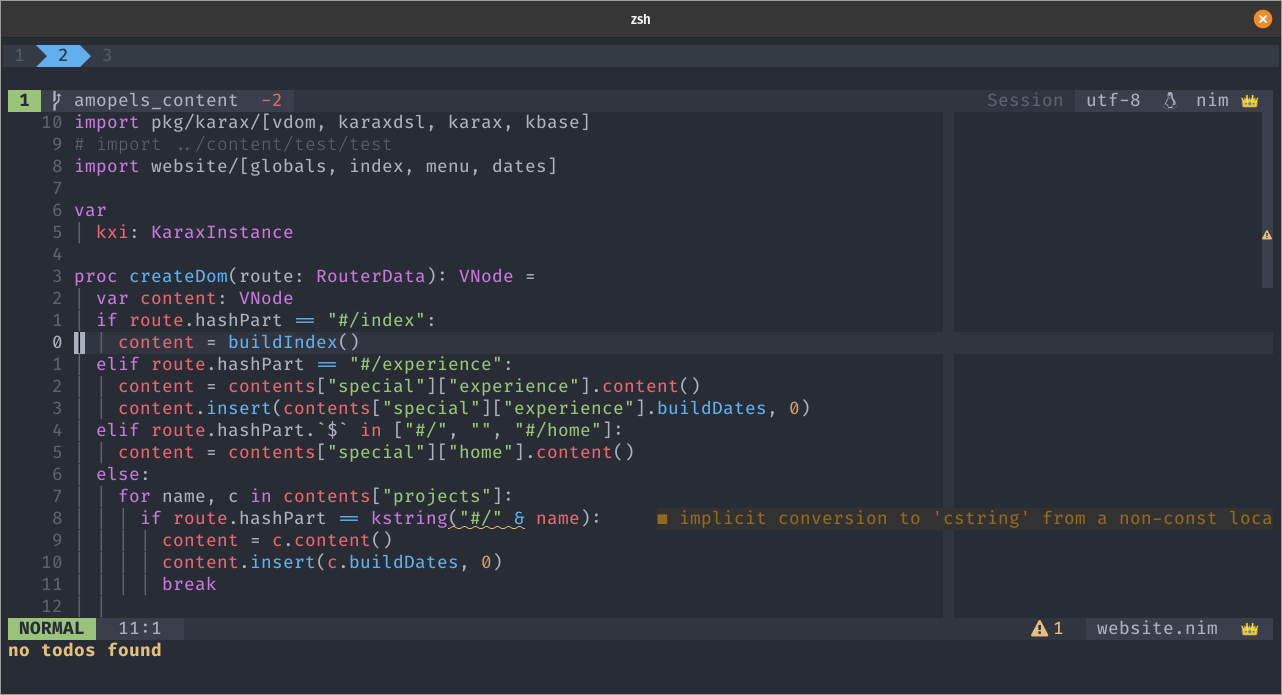 zsh
1 2 3
1 amopels_content -2 Session utf-8 nim
10 import pkg/karax/[vdom, karaxdsl, karax, kbase]
9 # import ../content/test/test
8 import website/[globals, index, menu, dates]
7
6 var
5 kxi: KaraxInstance
4
3 proc createDom(route: RouterData): VNode =
2 var content: VNode
1 if route.hashPart == "#/index":
0 content = buildIndex()
1 elif route.hashPart == "#/experience":
2 content = contents["special"]["experience"].content()
3 content.insert(contents["special"]["experience"].buildDates, 0)
4 elif route.hashPart.`$` in ["#/", "", "#/home"]:
5 content = contents["special"]["home"].content()
6 else:
7 for name, c in contents["projects"]:
8 if route.hashPart == kstring("#/" & name): ■ implicit conversion to 'cstring' from a non-const loca
9 content = c.content()
10 content.insert(c.buildDates, 0)
11 break
12
NORMAL 11:1 1 website.nim
no todos found